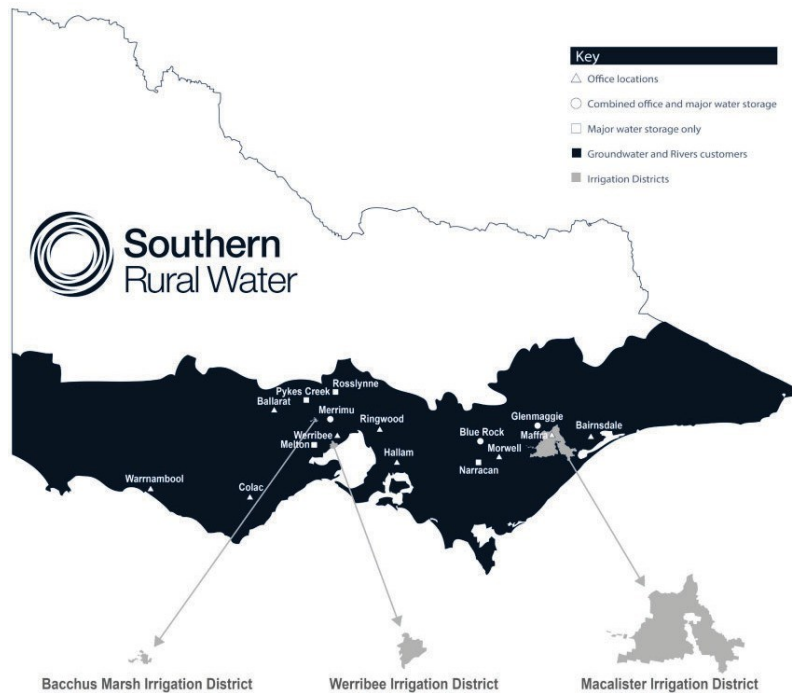 Key
Office locations
Combined office and major water storage
Major water storage only
Groundwater and Rivers customers
Irrigation Districts
Southern
Rural Water
Rosslynne
Pykes Creek
Ballarat
Merrimu
Ringwood
Werribee
Melton
Glenmaggie
Blue Rock
Maffra
Bairnsdale
Morwell
Hallam
Narracan
Warrnambool
Colac
Bacchus Marsh Irrigation District
Werribee Irrigation District
Macalister Irrigation District